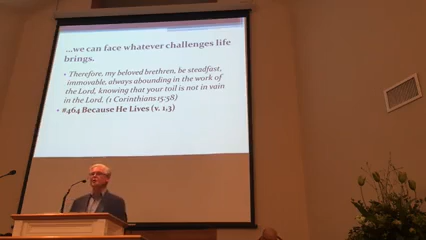 ...we can face whatever challenges life
brings.
• Therefore, my beloved brethren, be steadfast,
immovable, always abounding in the work of
the Lord, knowing that your toil is not in vain
in the Lord. (1 Corinthians 15:58)
• #464 Because He Lives (v. 1,3)